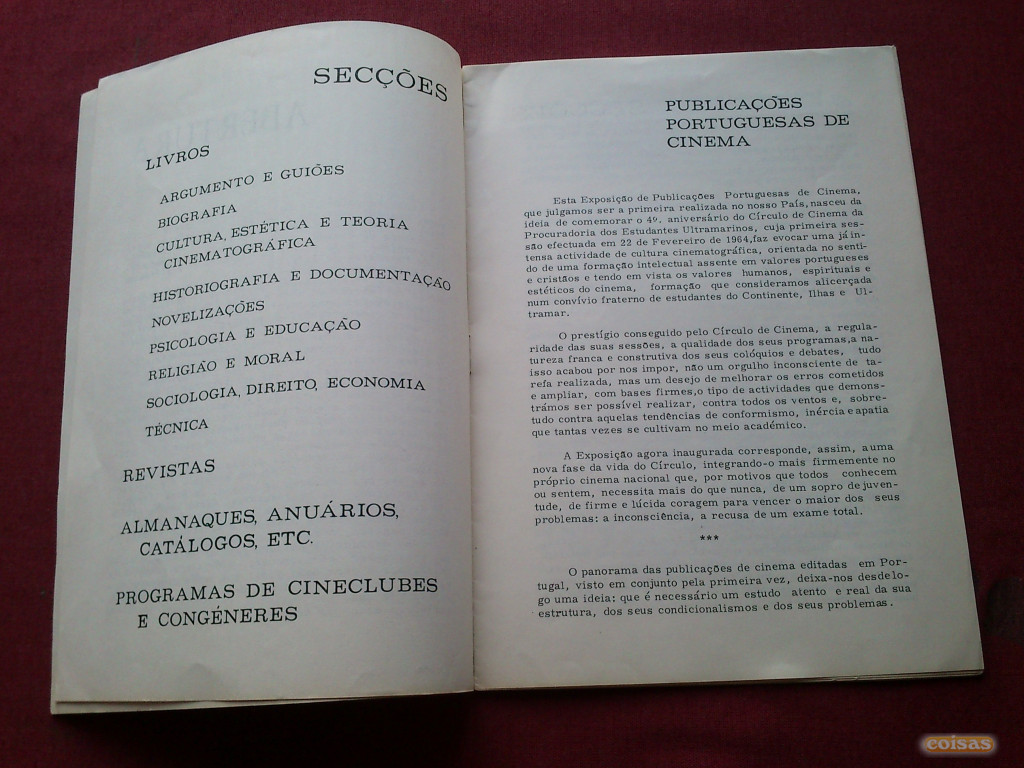 SECÇÕES
LIVROS
ARGUMENTO E GUIÕES
BIOGRAFIA
CULTURA, ESTÉTICA E TEORIA
CINEMATOGRÁFICA
HISTORIOGRAFIA E DOCUMENTAÇÃO
NOVELIZAÇÕES
PSICOLOGIA E EDUCAÇÃO
RELIGIÃO E MORAL
SOCIOLOGIA, DIREITO, ECONOMIA
TÉCNICA
REVISTAS
ALMANAQUES, ANUÁRIOS,
CATÁLOGOS, ETC.
PROGRAMAS DE CINECLUBES
E CONGÉNERES
PUBLICAÇÕES
PORTUGUESAS DE
CINEMA
Esta Exposição de Publicações Portuguesas de Cinema,
que julgamos ser a primeira realizada no nosso País, nasceu da
ideia de comemorar o 4º. aniversário do Círculo de Cinema da
Procuradoria dos Estudantes Ultramarinos, cuja primeira ses-
são efectuada em 22 de Fevereiro de 1964, faz evocar uma já in-
tensa actividade de cultura cinematográfica, orientada no senti-
do de uma formação intelectual assente em valores portugueses
e cristãos e tendo em vista os valores humanos, espirituais e
estéticos do cinema, formação que consideramos alicerçada
num convívio fraterno de estudantes do Continente, Ilhas e Ul-
tramar.
O prestígio conseguido pelo Círculo de Cinema, a regula-
ridade das suas sessões, a qualidade dos seus programas, a na-
tureza franca e construtiva dos seus colóquios e debates, tudo
isso acabou por nos impor, não um orgulho inconsciente de ta-
refa realizada, mas um desejo de melhorar os erros cometidos
e ampliar, com bases firmes, o tipo de actividades que demons-
trámos ser possível realizar, contra todos os ventos e, sobre-
tudo contra aquelas tendências de conformismo, inércia e apatia
que tantas vezes se cultivam no meio académico.
A Exposição agora inaugurada corresponde, assim, a uma
nova fase da vida do Círculo, integrando-o mais firmemente no
próprio cinema nacional que, por motivos que todos conhecem
ou sentem, necessita mais do que nunca, de um sopro de juven-
tude, de firme e lúcida coragem para vencer o maior dos seus
problemas: a inconsciência, a recusa de um exame total.
***
O panorama das publicações de cinema editadas em Por-
tugal, visto em conjunto pela primeira vez, deixa-nos desde lo-
go uma ideia: que é necessário um estudo atento e real da sua
estrutura, dos seus condicionalismos e dos seus problemas.
coisas